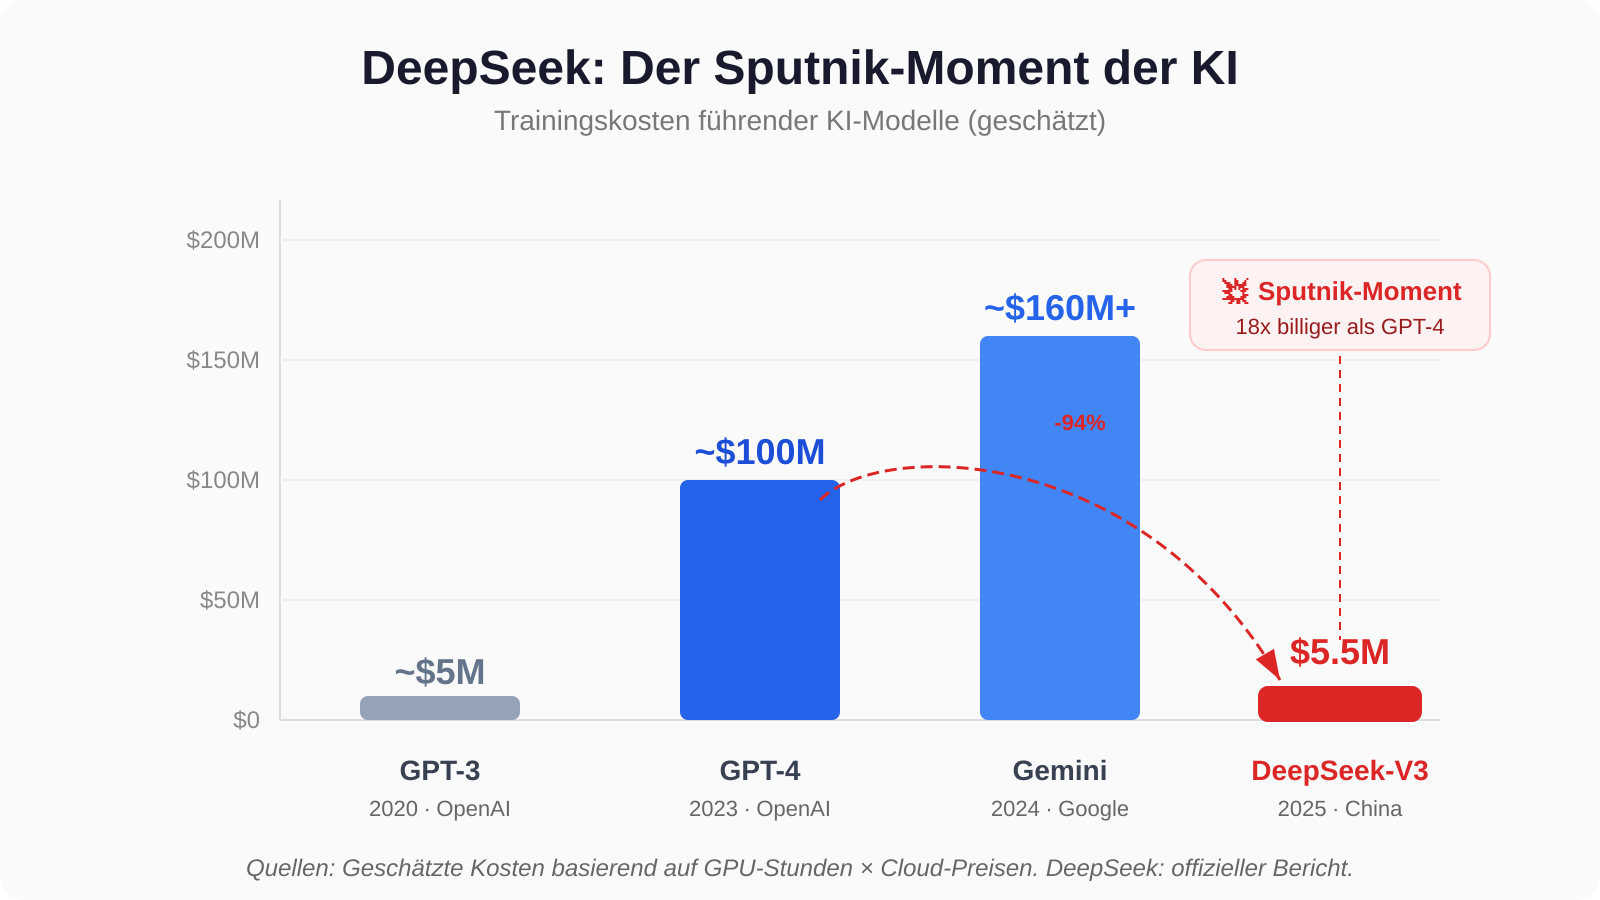 DeepSeek: Der Sputnik-Moment der KI
Trainingskosten führender KI-Modelle (geschätzt)
$200M
$150M
$100M
$50M
$0
~$5M
~$100M
~$160M+
-94%
💥 Sputnik-Moment
18x billiger als GPT-4
$5.5M
GPT-3
2020 · OpenAI
GPT-4
2023 · OpenAI
Gemini
2024 · Google
DeepSeek-V3
2025 · China
Quellen: Geschätzte Kosten basierend auf GPU-Stunden × Cloud-Preisen. DeepSeek: offizieller Bericht.